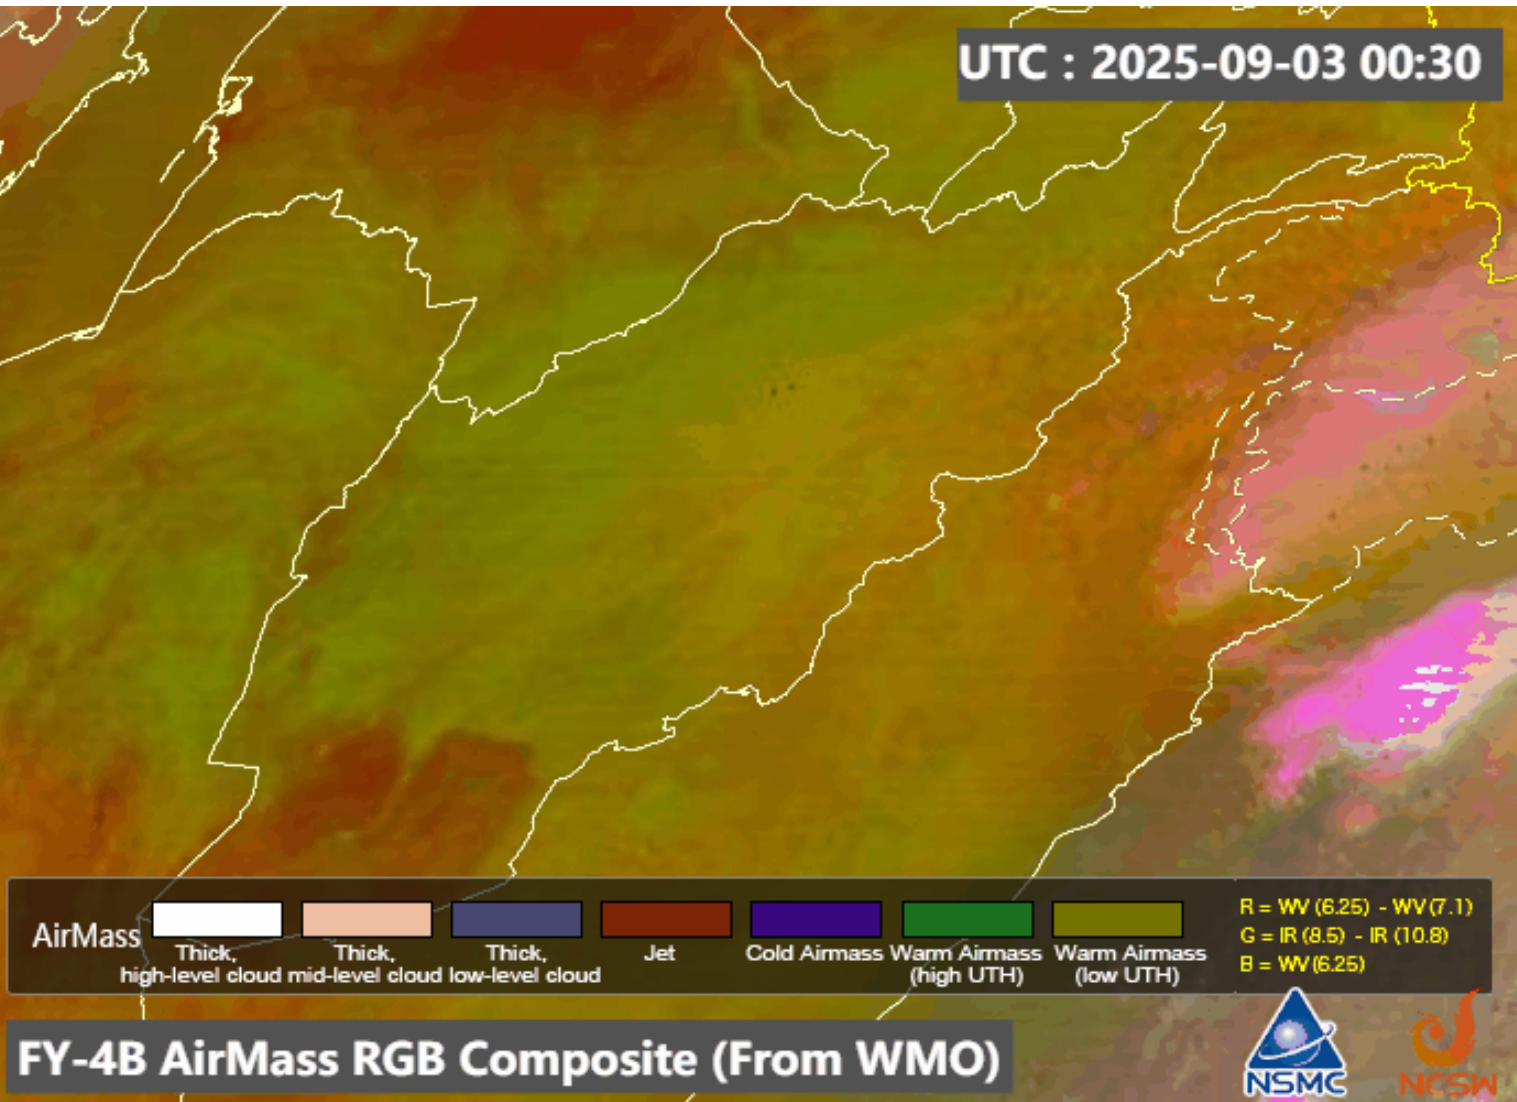 UTC : 2025-09-03 00:30
AirMass
Thick,
high-level cloud
Thick,
mid-level cloud
Thick,
low-level cloud
Jet
Cold Airmass
Warm Airmass
(high UTH)
Warm Airmass
(low UTH)
R = WV (6.25) - WV (7.1)
G = IR (8.5) - IR (10.8)
B = WV (6.25)
FY-4B AirMass RGB Composite (From WMO)
NSMC
NCSW